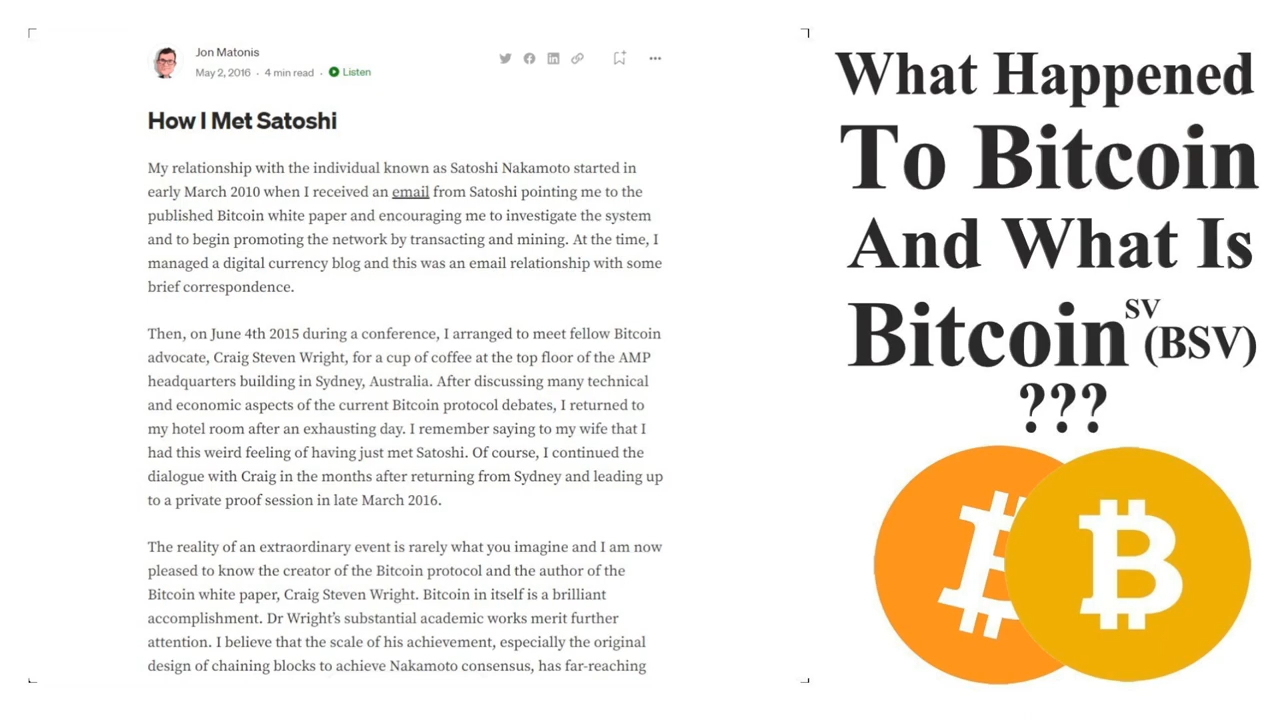 Jon Matonis
May 2, 2016 · 4 min read · Listen
How I Met Satoshi
My relationship with the individual known as Satoshi Nakamoto started in
early March 2010 when I received an email from Satoshi pointing me to the
published Bitcoin white paper and encouraging me to investigate the system
and to begin promoting the network by transacting and mining. At the time, I
managed a digital currency blog and this was an email relationship with some
brief correspondence.
Then, on June 4th 2015 during a conference, I arranged to meet fellow Bitcoin
advocate, Craig Steven Wright, for a cup of coffee at the top floor of the AMP
headquarters building in Sydney, Australia. After discussing many technical
and economic aspects of the current Bitcoin protocol debates, I returned to
my hotel room after an exhausting day. I remember saying to my wife that I
had this weird feeling of having just met Satoshi. Of course, I continued the
dialogue with Craig in the months after returning from Sydney and leading up
to a private proof session in late March 2016.
The reality of an extraordinary event is rarely what you imagine and I am now
pleased to know the creator of the Bitcoin protocol and the author of the
Bitcoin white paper, Craig Steven Wright. Bitcoin in itself is a brilliant
accomplishment. Dr Wright's substantial academic works merit further
attention. I believe that the scale of his achievement, especially the original
design of chaining blocks to achieve Nakamoto consensus, has far-reaching
What Happened
To Bitcoin
And What Is
Bitcoin SV (BSV)
???